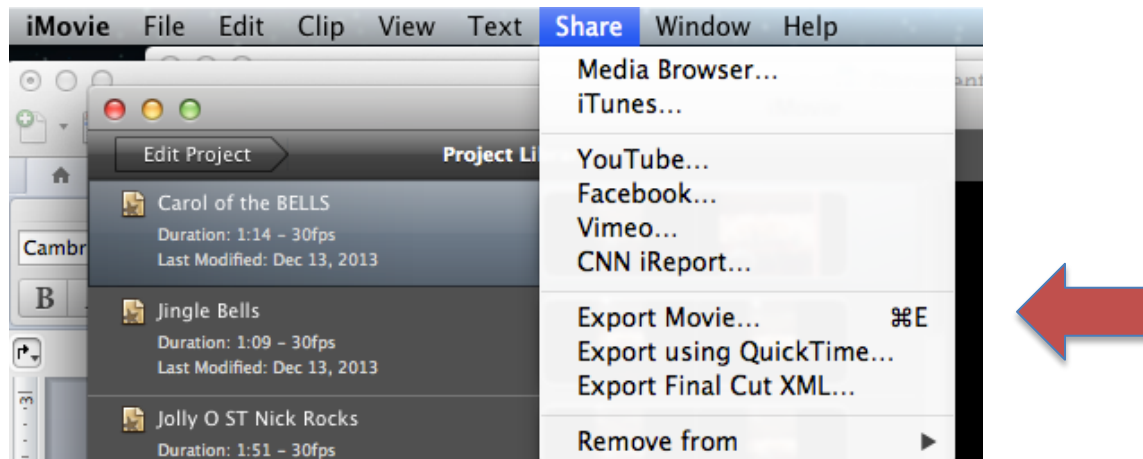 iMovie File Edit Clip View Text Share Window Help
Media Browser...
iTunes...
Edit Project
Project Li
YouTube...
Facebook...
Vimeo...
CNN iReport...
Carol of the BELLS
Duration: 1:14 – 30fps
Last Modified: Dec 13, 2013
Cambr
B
Export Movie... ⌘E
Export using QuickTime...
Export Final Cut XML...
Jingle Bells
Duration: 1:09 – 30fps
Last Modified: Dec 13, 2013
Jolly O ST Nick Rocks
Duration: 1:51 – 30fps
Remove from